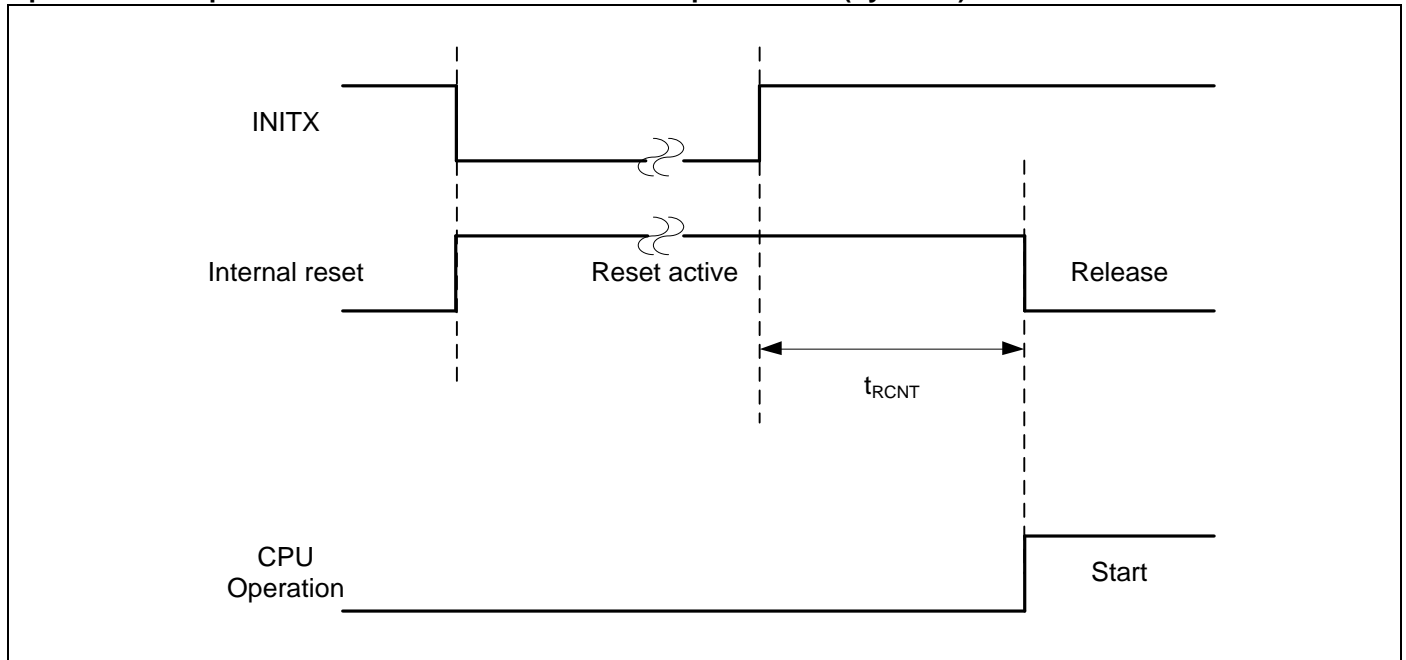 INITX
Internal reset
Reset active
Release
tRCNT
CPU
Operation
Start